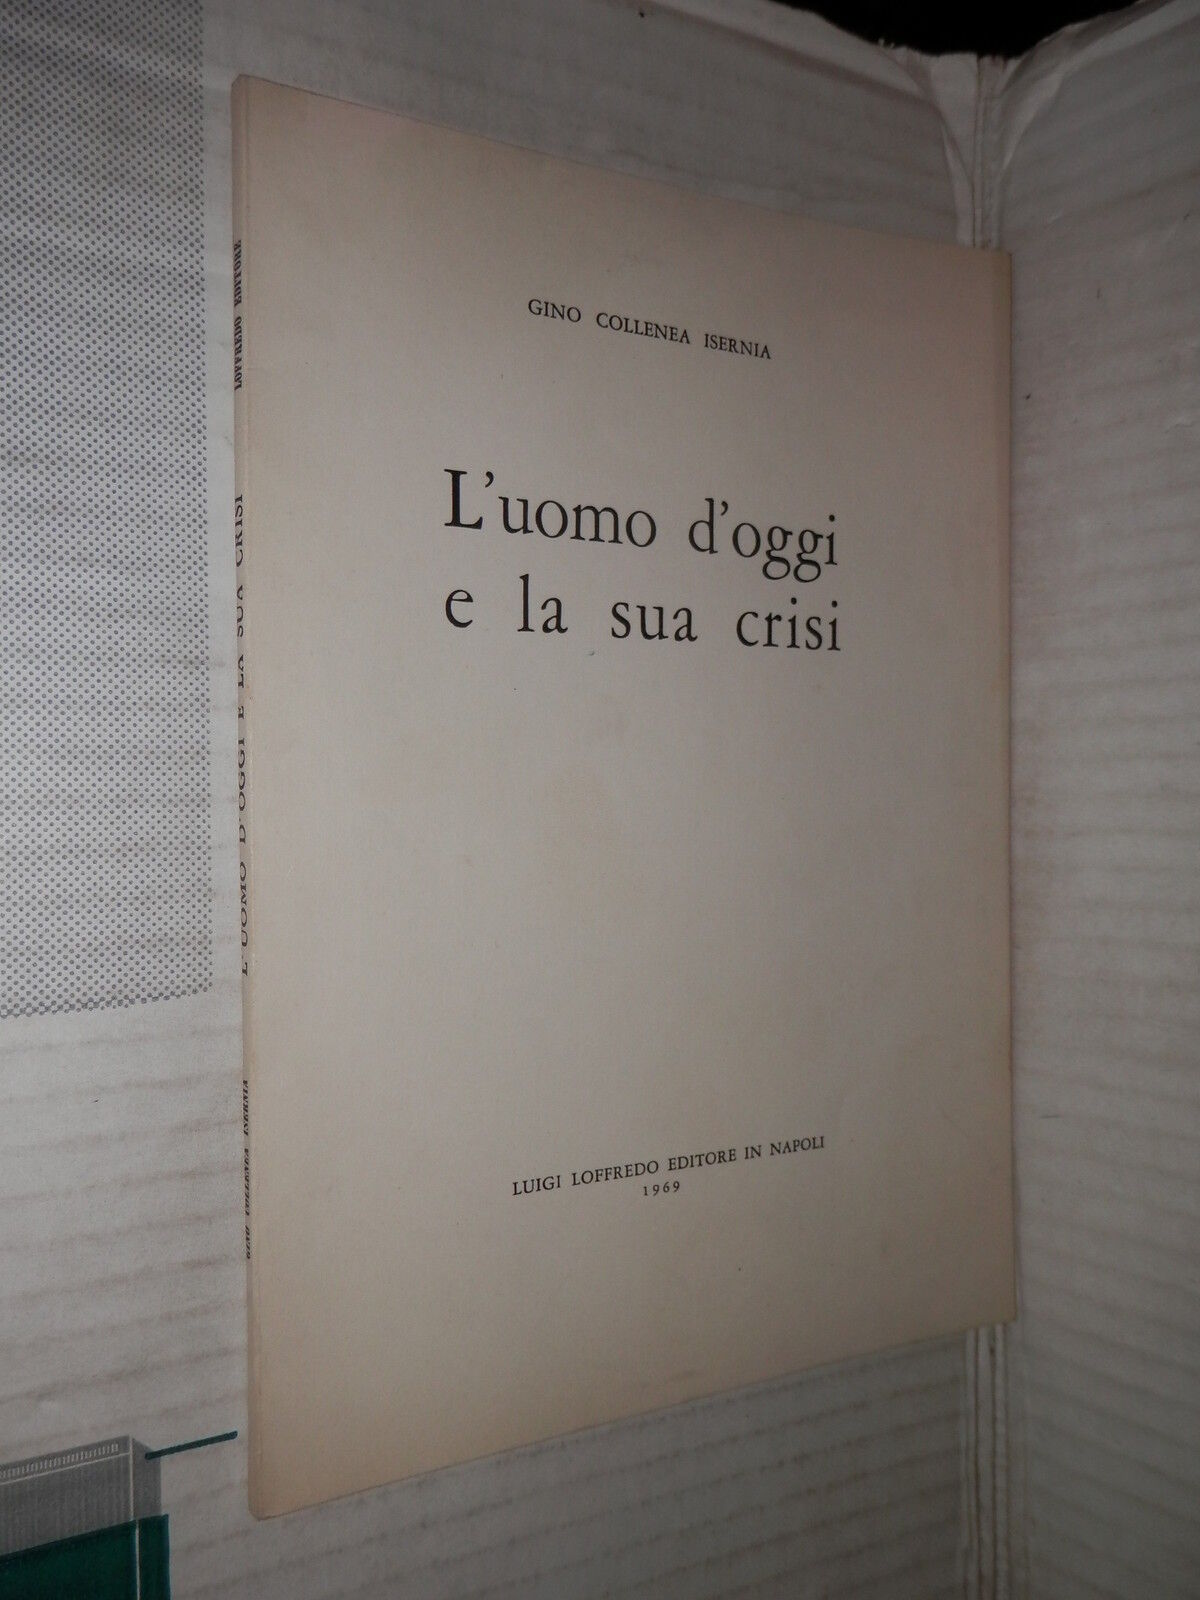 GINO COLLENEA ISERNIA
L'uomo d'oggi
e la sua crisi
LUIGI LOFFREDO EDITORE IN NAPOLI
1969
GINO COLLENEA ISERNIA L'UOMO D'OGGI E LA SUA CRISI LOFFREDO EDITORE